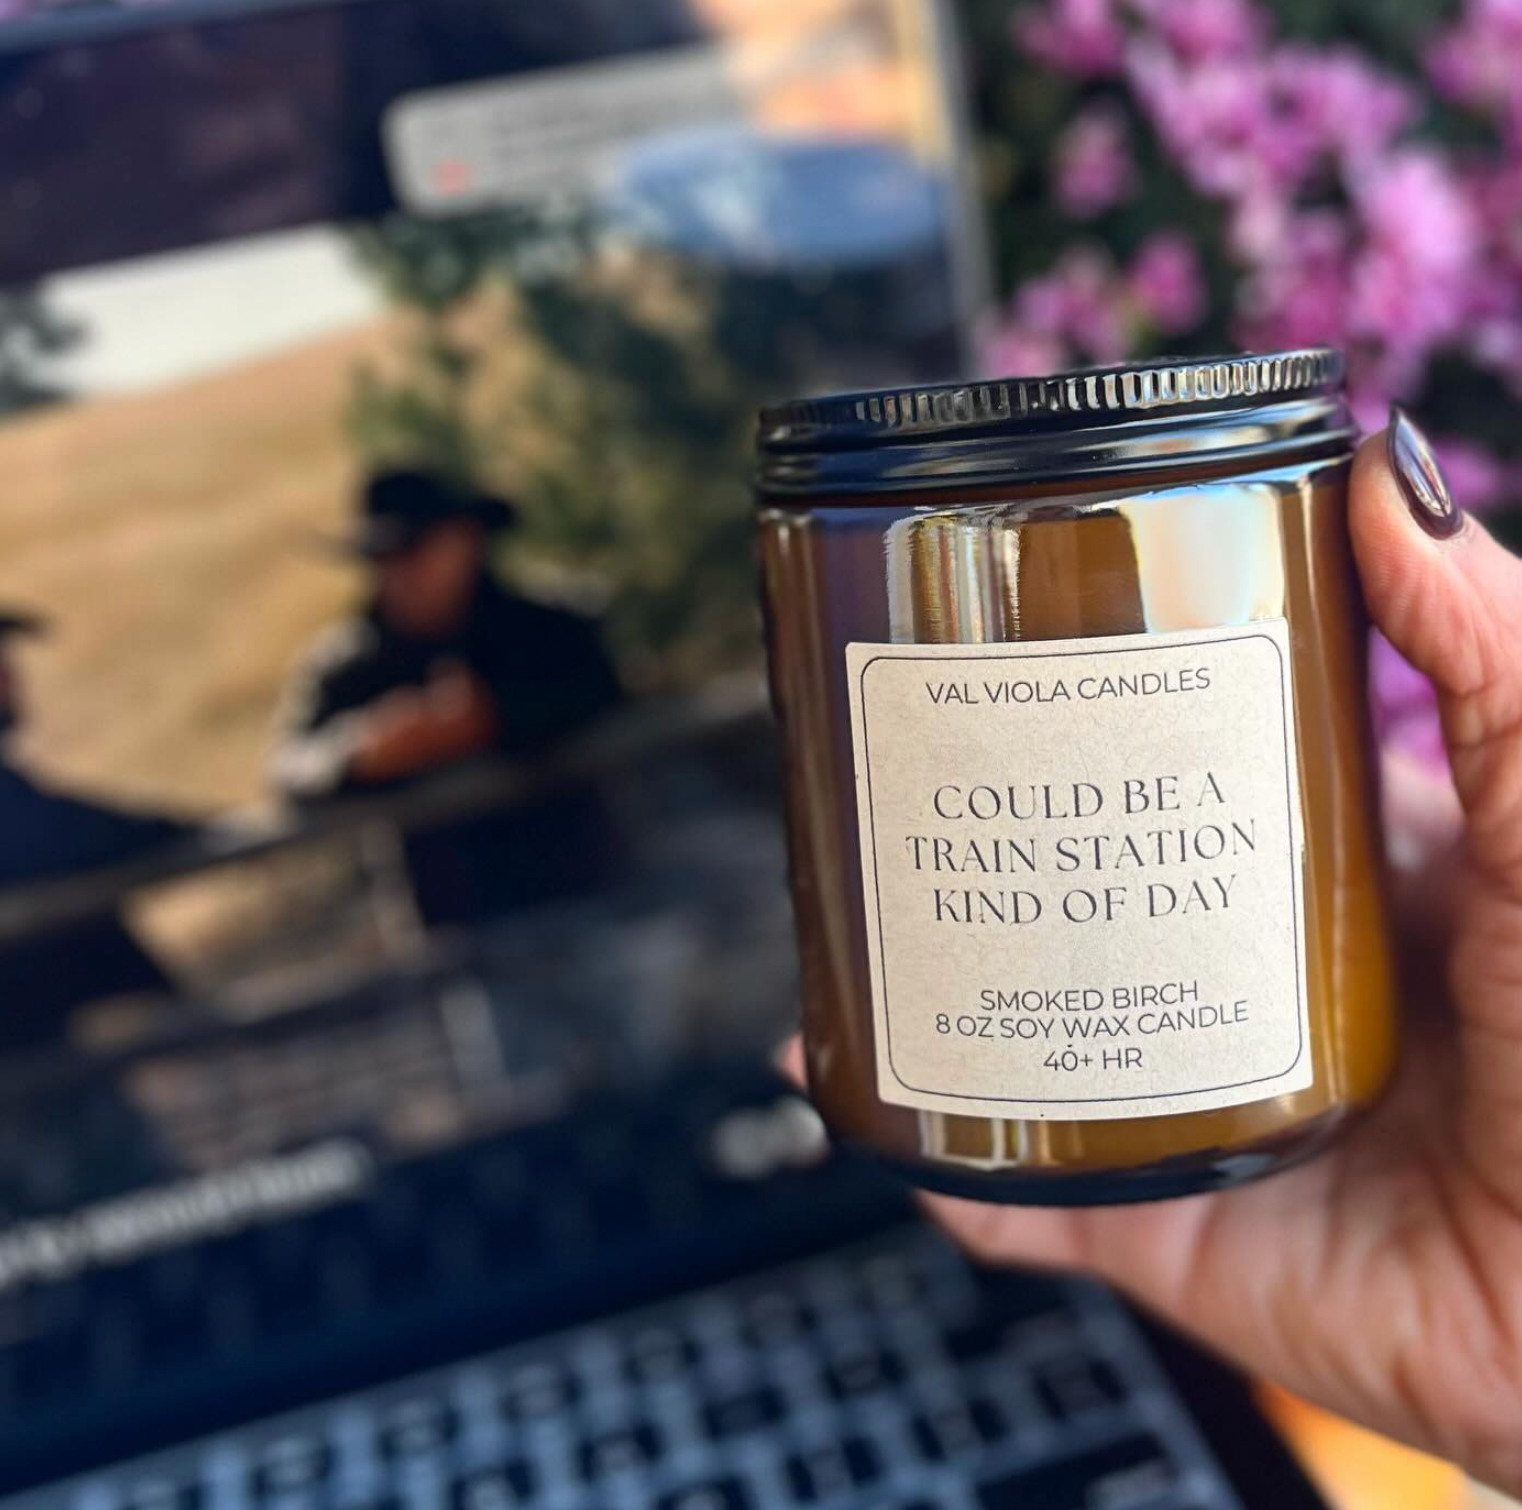 VAL VIOLA CANDLES
COULD BE A
TRAIN STATION
KIND OF DAY
SMOKED BIRCH
8 OZ SOY WAX CANDLE
40+ HR